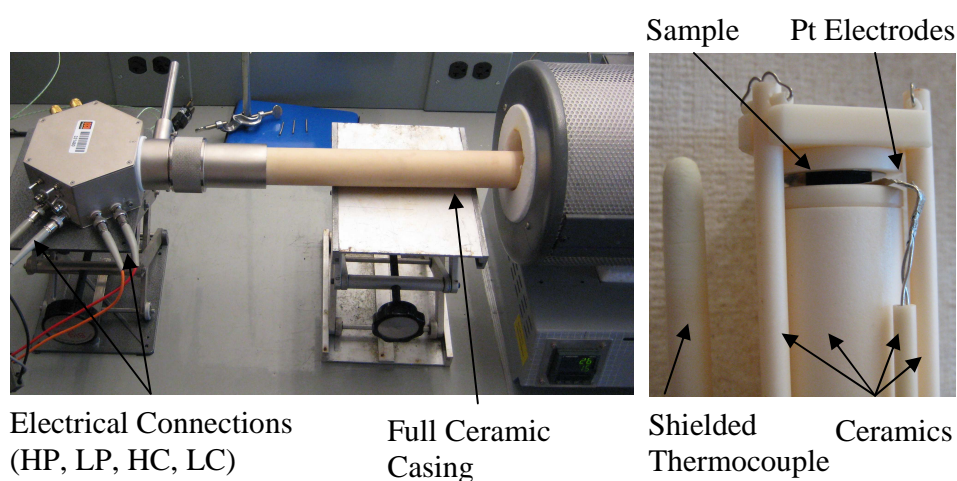 Sample
Pt Electrodes
Electrical Connections
(HP, LP, HC, LC)
Full Ceramic
Casing
Shielded
Thermocouple
Ceramics